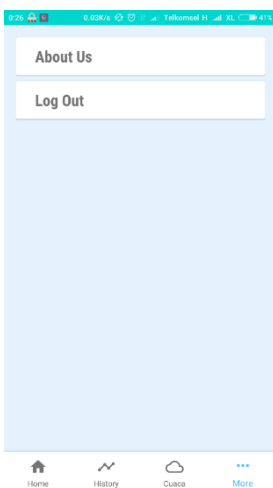 0:26 0.03K/s Telkomsel H XL 41%
About Us
Log Out
Home History Cuaca More